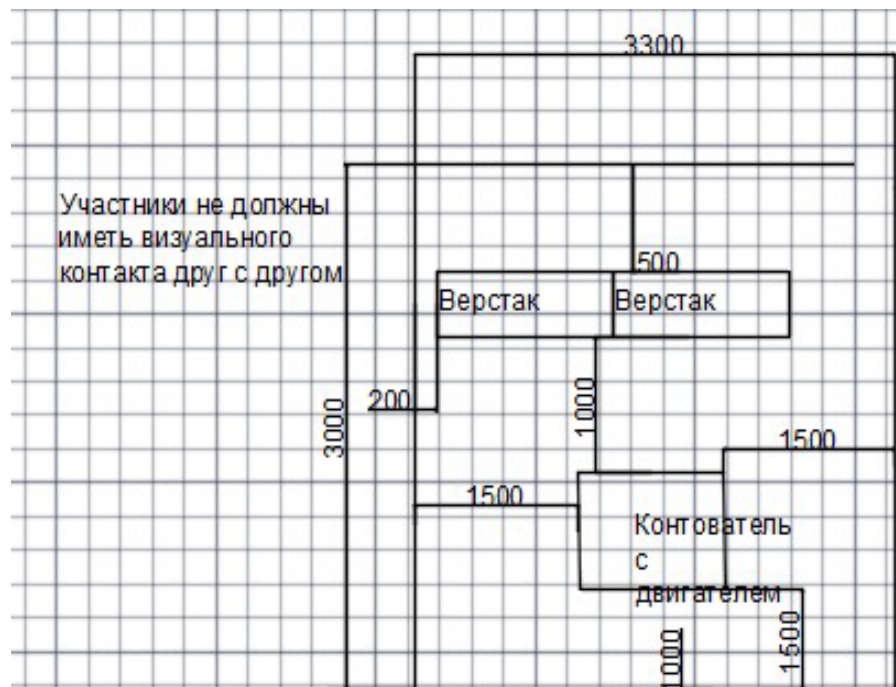 3300
Участники не должны
иметь визуального
контакта друг с другом
500
Верстак Верстак
200
1000
3000
1500
1500
Контователь
с
двигателем
1000
1500